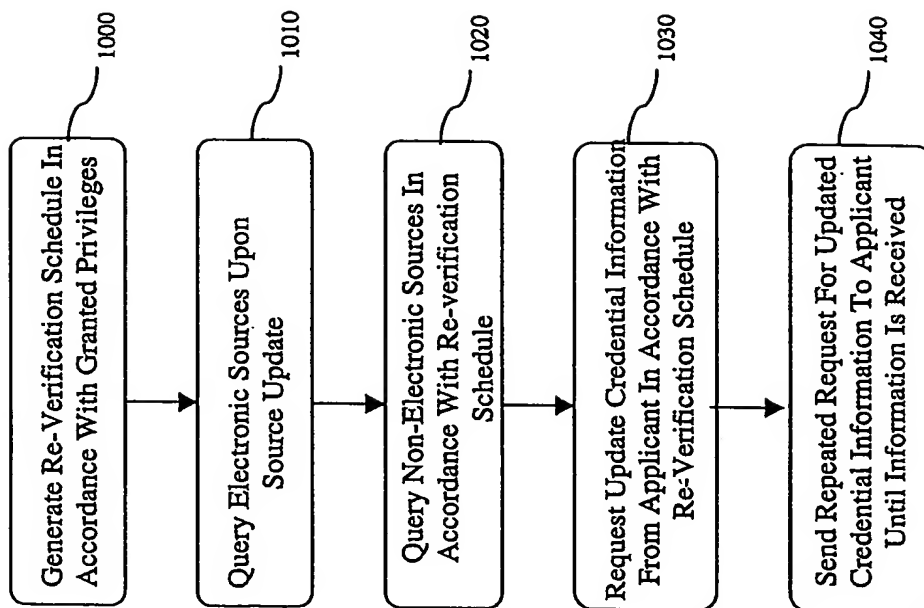 1000
Generate Re-Verification Schedule In
Accordance With Granted Privileges
1010
Query Electronic Sources Upon
Source Update
1020
Query Non-Electronic Sources In
Accordance With Re-verification
Schedule
1030
Request Update Credential Information
From Applicant In Accordance With
Re-Verification Schedule
1040
Send Repeated Request For Updated
Credential Information To Applicant
Until Information Is Received